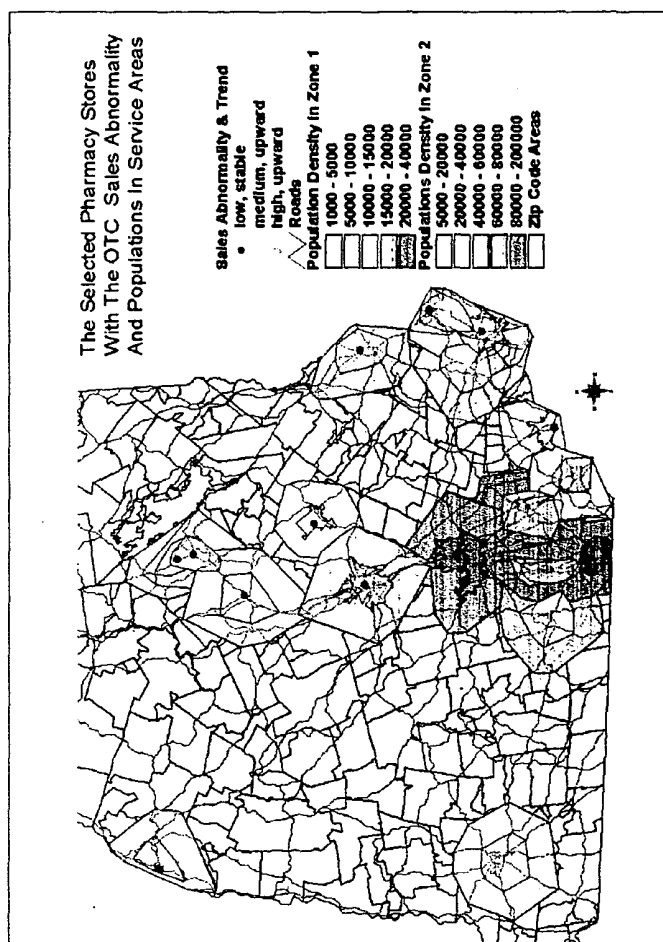 The Selected Pharmacy Stores
With The OTC Sales Abnormality
And Populations In Service Areas
Sales Abnormality & Trend
low, stable
medium, upward
high, upward
Roads
Population Density In Zone 1
1000 - 5000
5000 - 10000
10000 - 15000
15000 - 20000
20000 - 40000
Populations Density In Zone 2
5000 - 20000
20000 - 40000
40000 - 60000
60000 - 80000
80000 - 200000
Zip Code Areas